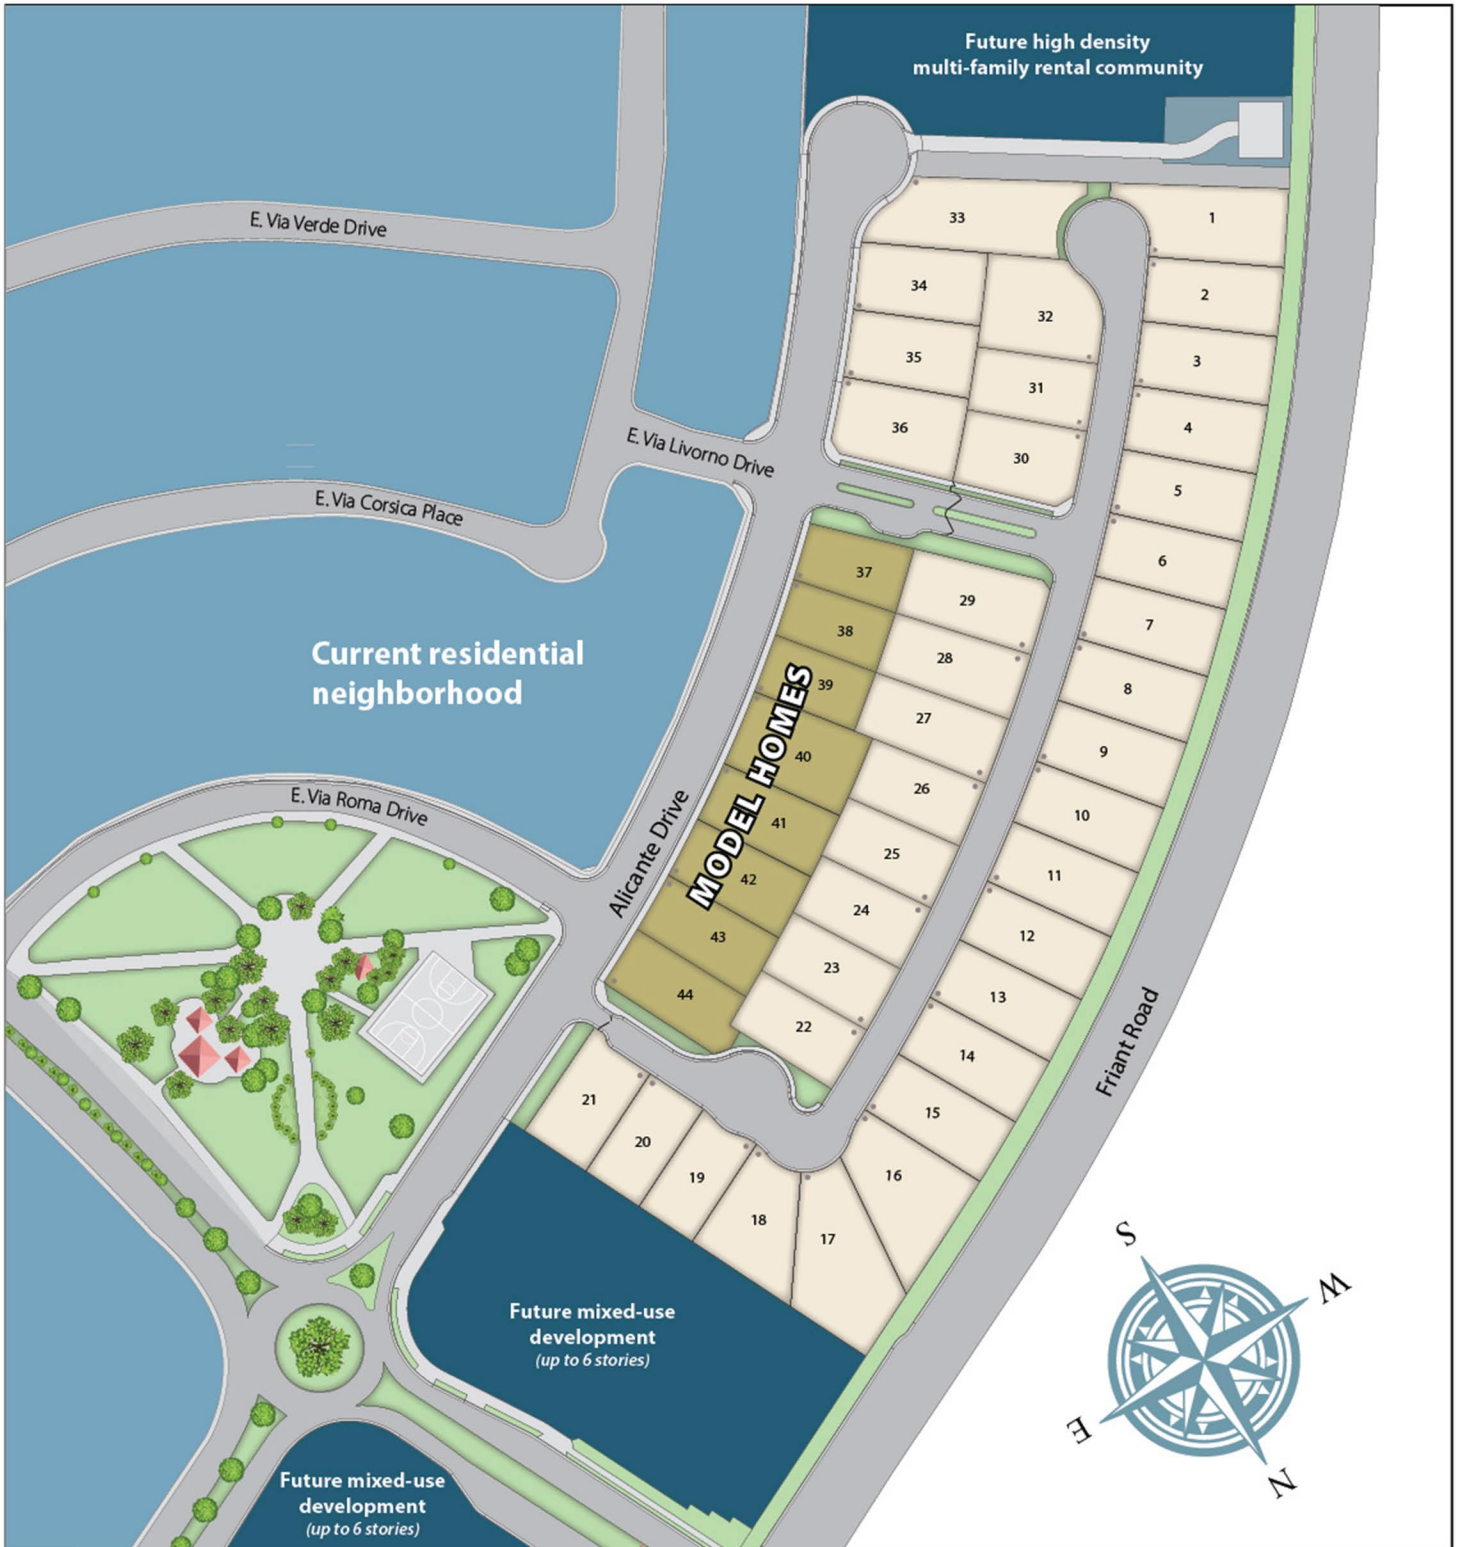 Future high density
multi-family rental community
E. Via Verde Drive
33
1
34
2
32
35
3
31
36
4
30
E. Via Livorno Drive
5
E. Via Corsica Place
6
37
29
7
38
28
Current residential
neighborhood
39
8
27
40
9
26
MODEL HOMES
E. Via Roma Drive
41
10
25
Alicante Drive
42
11
24
43
12
23
44
13
22
14
Friant Road
21
15
20
16
19
18
17
Future mixed-use
development
(up to 6 stories)
S
W
E
N
Future mixed-use
development
(up to 6 stories)